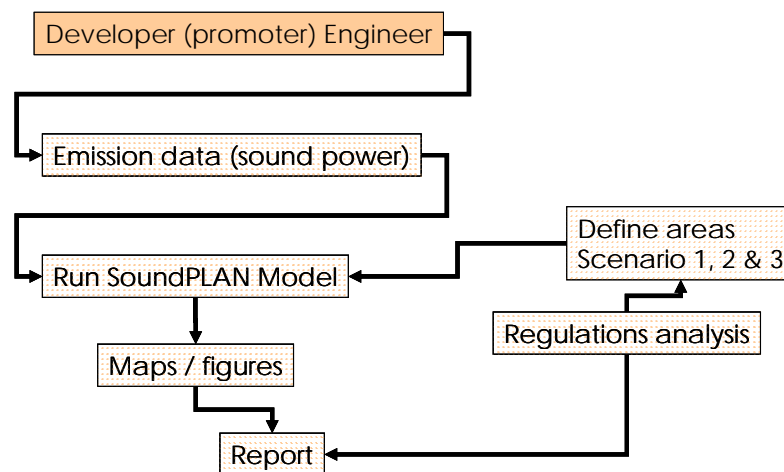 Developer (promoter) Engineer
Emission data (sound power)
Define areas
Scenario 1, 2 & 3
Run SoundPLAN Model
Regulations analysis
Maps / figures
Report